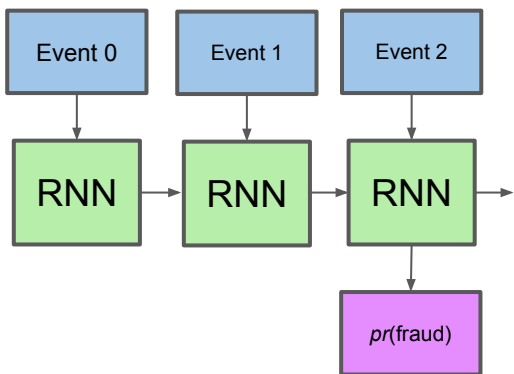 Event 0
Event 1
Event 2
RNN
RNN
RNN
pr(fraud)